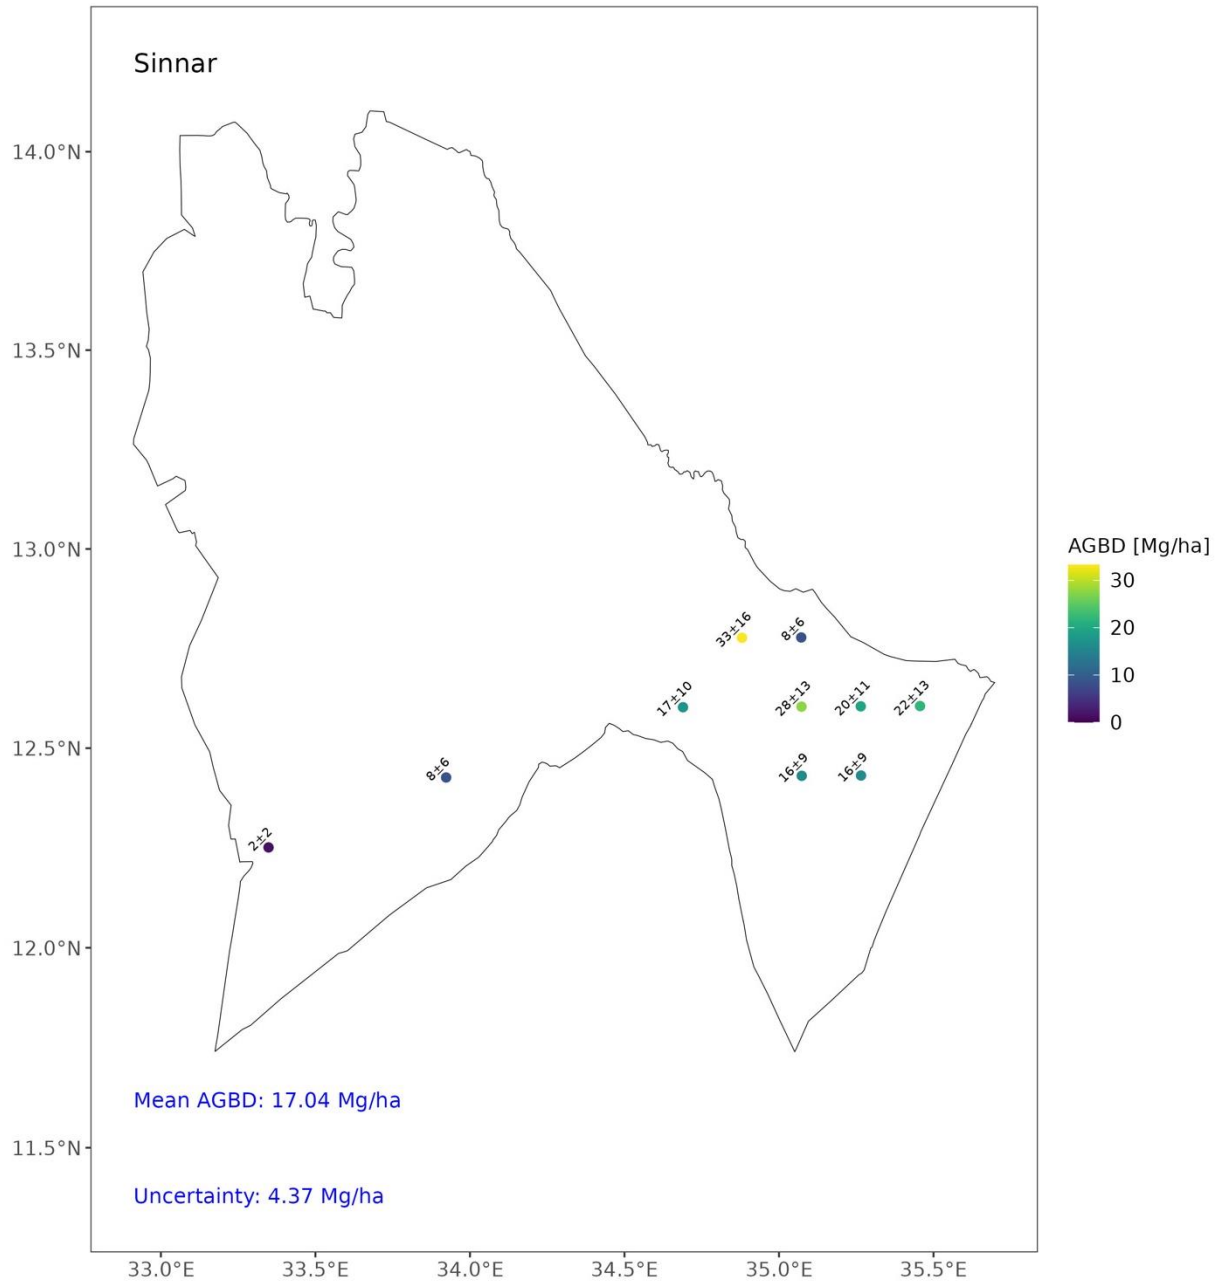 Sinnar
14.0°N
13.5°N
13.0°N
12.5°N
12.0°N
11.5°N
33±16
8±6
17±10
28±13
20±11
22±13
8±6
16±9
16±9
2±2
Mean AGBD: 17.04 Mg/ha
Uncertainty: 4.37 Mg/ha
33.0°E
33.5°E
34.0°E
34.5°E
35.0°E
35.5°E
AGBD [Mg/ha]
30
20
10
0